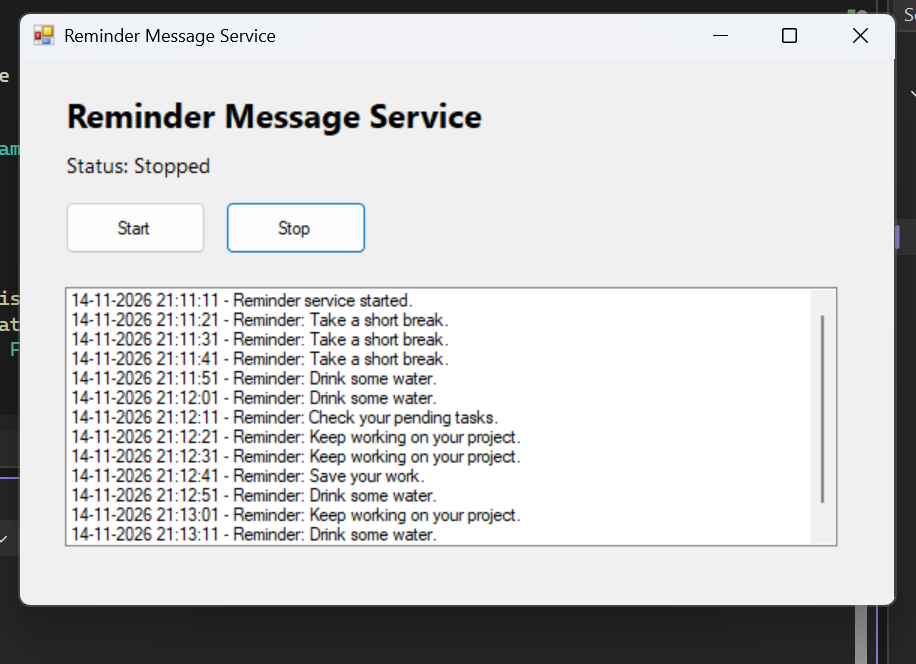 Reminder Message Service
Reminder Message Service
Status: Stopped
Start
Stop
14-11-2026 21:11:11 - Reminder service started.
14-11-2026 21:11:21 - Reminder: Take a short break.
14-11-2026 21:11:31 - Reminder: Take a short break.
14-11-2026 21:11:41 - Reminder: Take a short break.
14-11-2026 21:11:51 - Reminder: Drink some water.
14-11-2026 21:12:01 - Reminder: Drink some water.
14-11-2026 21:12:11 - Reminder: Check your pending tasks.
14-11-2026 21:12:21 - Reminder: Keep working on your project.
14-11-2026 21:12:31 - Reminder: Keep working on your project.
14-11-2026 21:12:41 - Reminder: Save your work.
14-11-2026 21:12:51 - Reminder: Drink some water.
14-11-2026 21:13:01 - Reminder: Keep working on your project.
14-11-2026 21:13:11 - Reminder: Drink some water.